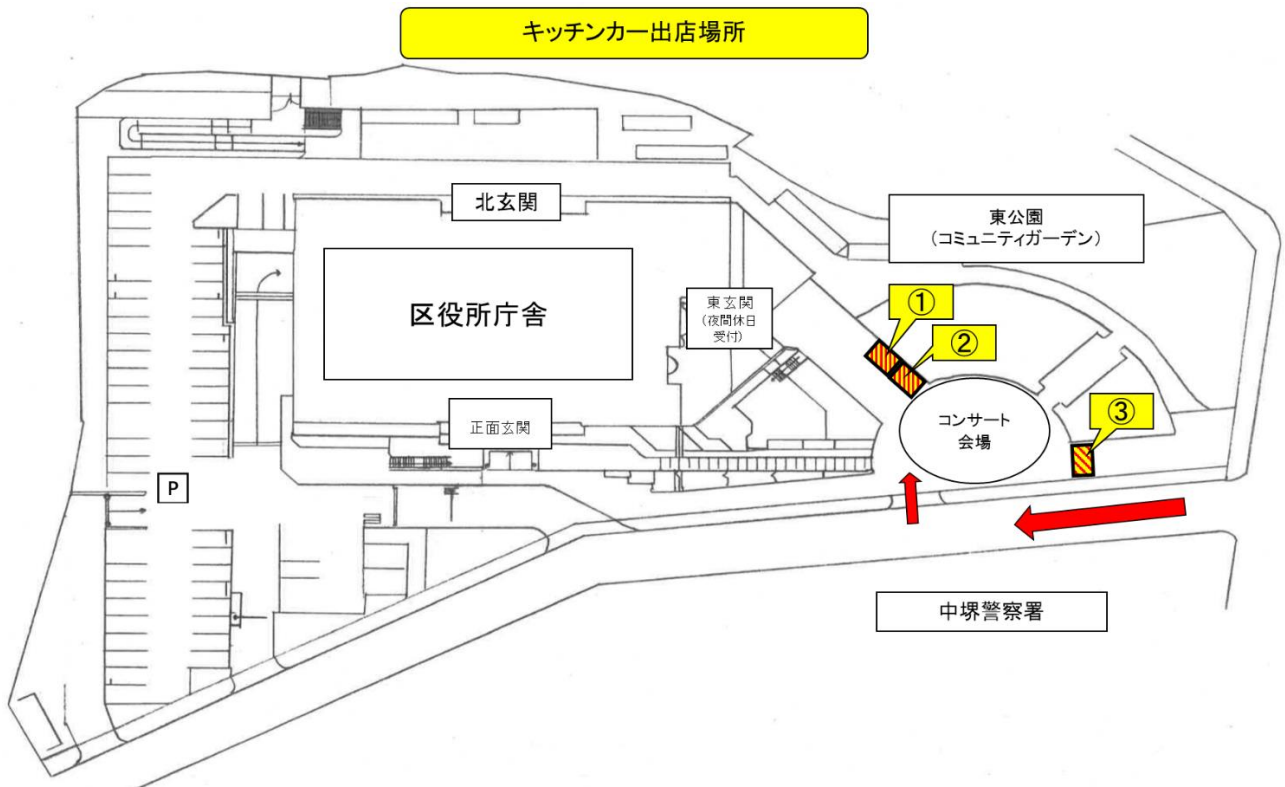 キッチンカー出店場所
北玄関
東公園
（コミュニティガーデン）
区役所庁舎
東玄関
（夜間休日
受付）
①
②
正面玄関
コンサート
会場
③
P
中堺警察署